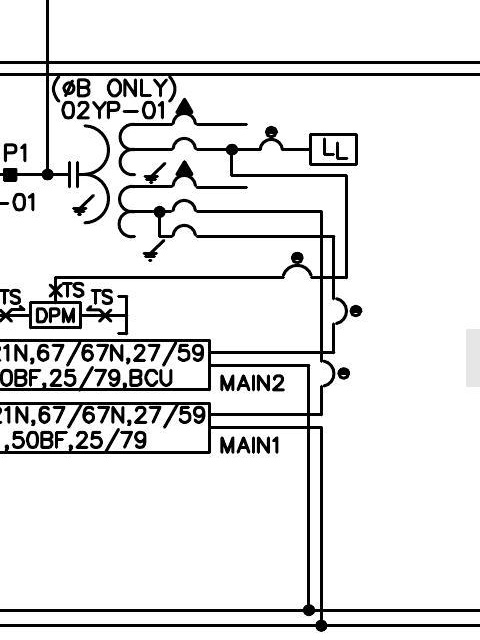 (ØB ONLY)
02YP-01
P1
-01
LL
TS
TS
TS
DPM
21N,67/67N,27/59
0BF,25/79,BCU
MAIN2
21N,67/67N,27/59
,50BF,25/79
MAIN1